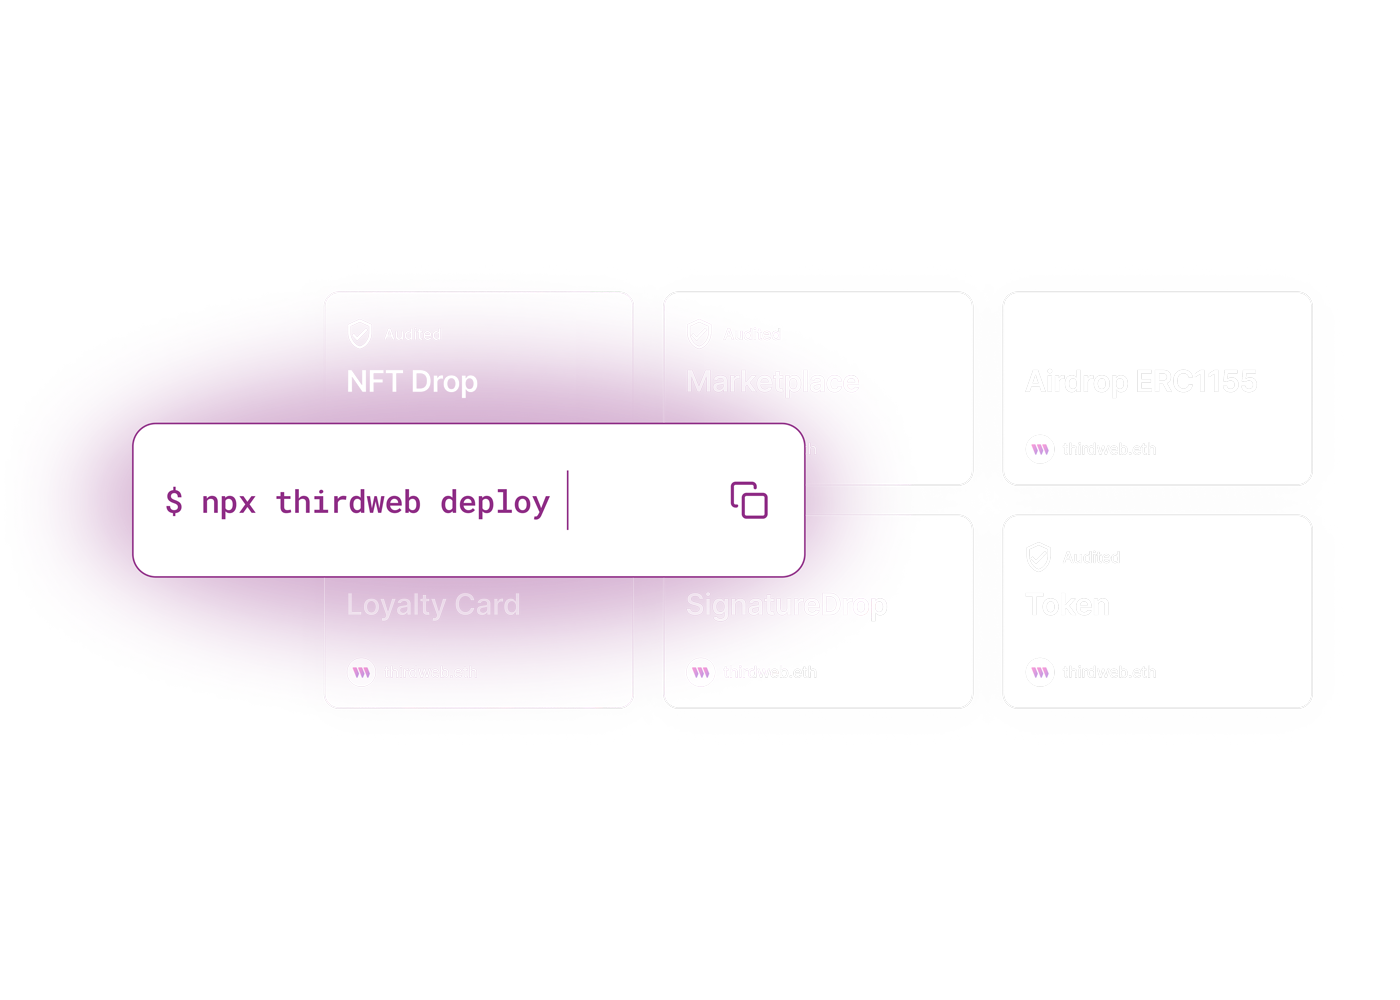 Audited
NFT Drop
Audited
Marketplace
Airdrop ERC1155
thirdweb.eth
$ npx thirdweb deploy
Audited
Loyalty Card
SignatureDrop
Token
thirdweb.eth
thirdweb.eth